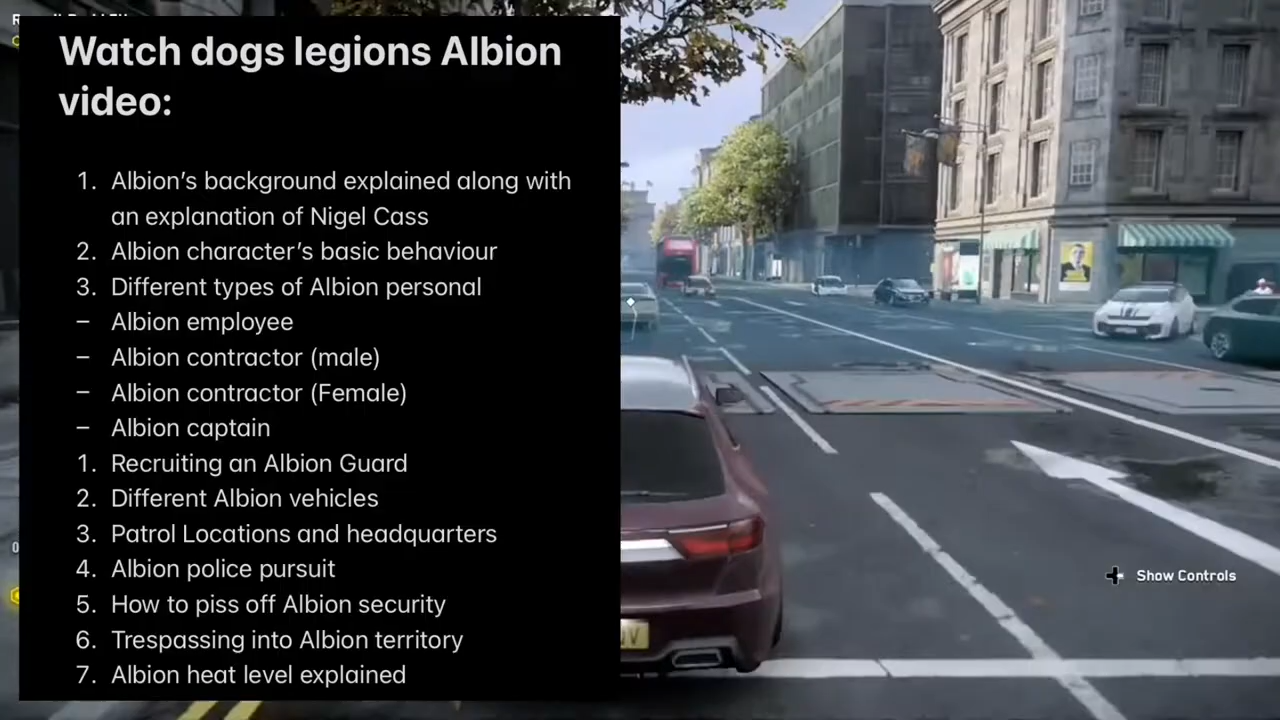 Watch dogs legions Albion
video:
1. Albion's background explained along with
an explanation of Nigel Cass
2. Albion character's basic behaviour
3. Different types of Albion personal
– Albion employee
– Albion contractor (male)
– Albion contractor (Female)
– Albion captain
1. Recruiting an Albion Guard
2. Different Albion vehicles
3. Patrol Locations and headquarters
4. Albion police pursuit
5. How to piss off Albion security
6. Trespassing into Albion territory
7. Albion heat level explained
Show Controls